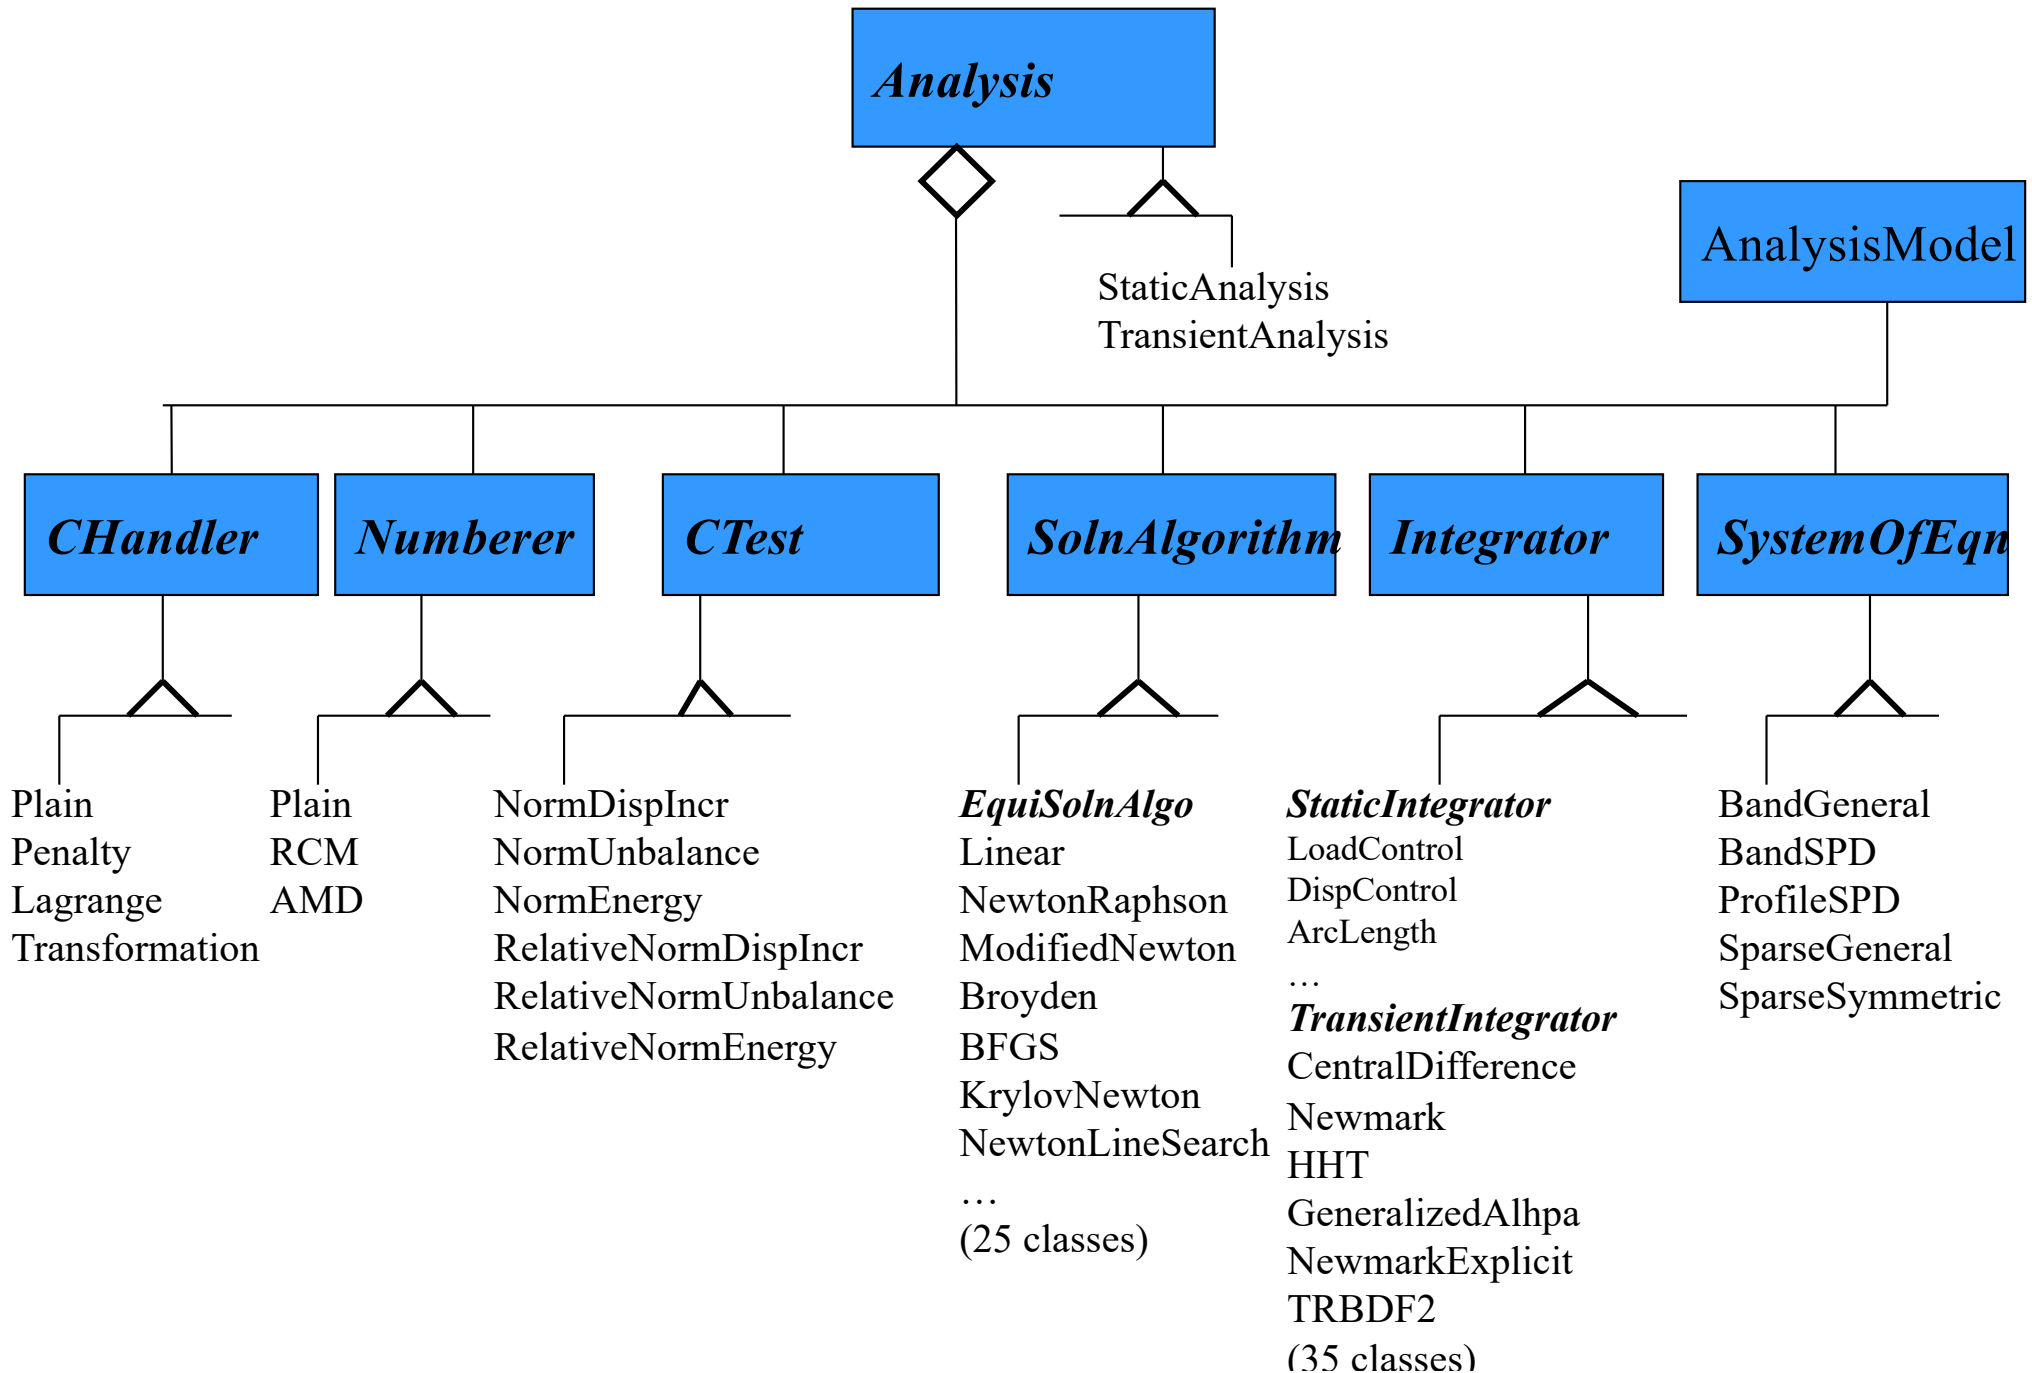 Analysis
AnalysisModel
StaticAnalysis
TransientAnalysis
CHandler
Numberer
CTest
SolnAlgorithm
Integrator
SystemOfEqn
Plain
Penalty
Lagrange
Transformation
Plain
RCM
AMD
NormDispIncr
NormUnbalance
NormEnergy
RelativeNormDispIncr
RelativeNormUnbalance
RelativeNormEnergy
EquiSolnAlgo
Linear
NewtonRaphson
ModifiedNewton
Broyden
BFGS
KrylovNewton
NewtonLineSearch
…
(25 classes)
StaticIntegrator
LoadControl
DispControl
ArcLength
…
TransientIntegrator
CentralDifference
Newmark
HHT
GeneralizedAlhpa
NewmarkExplicit
TRBDF2
(35 classes)
BandGeneral
BandSPD
ProfileSPD
SparseGeneral
SparseSymmetric